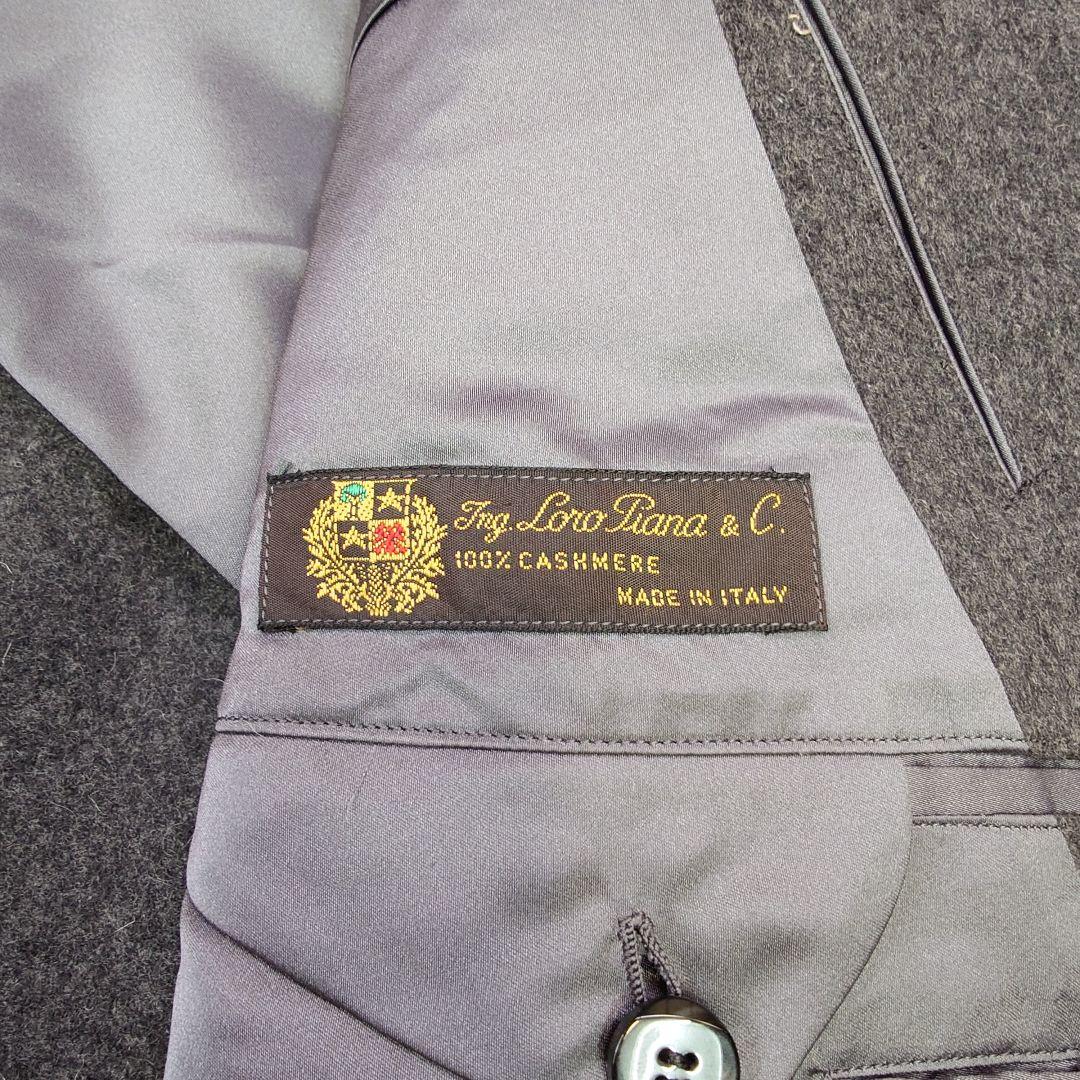 Ing. Loro Piana & C.
100% CASHMERE
MADE IN ITALY